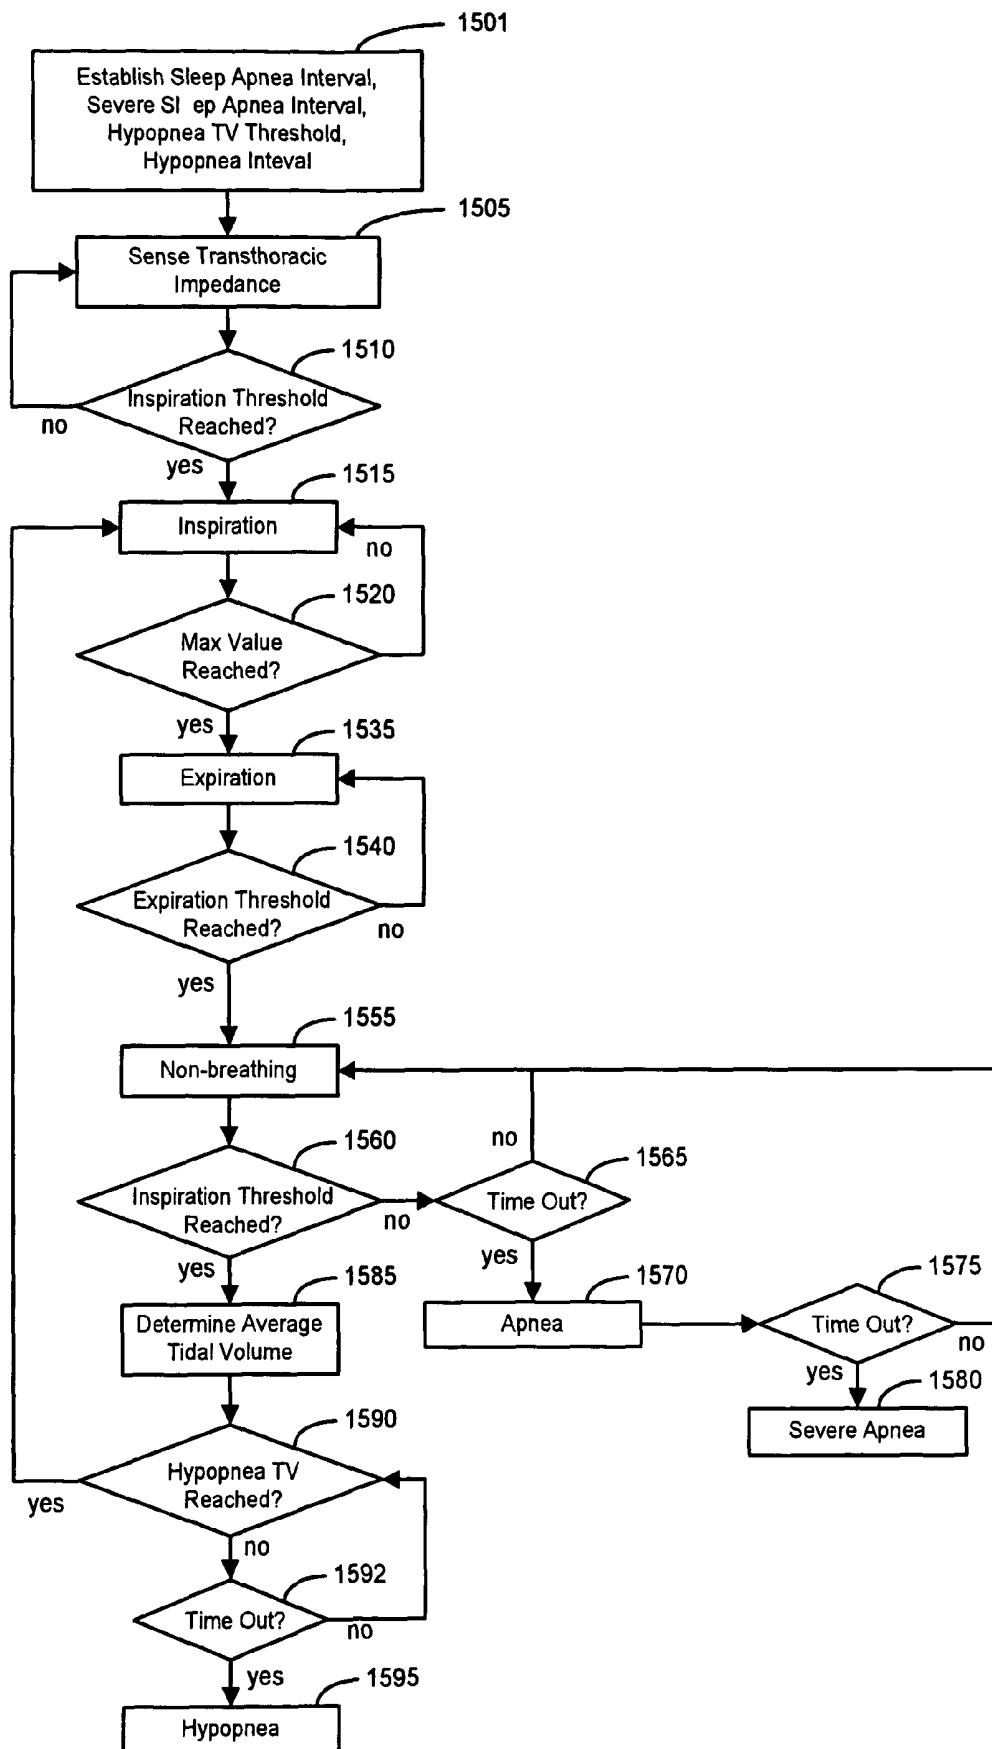 1501
Establish Sleep Apnea Interval,
Severe Sl ep Apnea Interval,
Hypopnea TV Threshold,
Hypopnea Inteval
1505
Sense Transthoracic
Impedance
1510
Inspiration Threshold
Reached?
no
yes
1515
Inspiration
no
1520
Max Value
Reached?
yes
1535
Expiration
1540
Expiration Threshold
Reached?
no
yes
1555
Non-breathing
1560
Inspiration Threshold
Reached?
no
yes
no
1565
Time Out?
yes
1570
Apnea
1575
Time Out?
no
yes
1580
Severe Apnea
1585
Determine Average
Tidal Volume
1590
Hypopnea TV
Reached?
yes
no
1592
Time Out?
no
yes
1595
Hypopnea